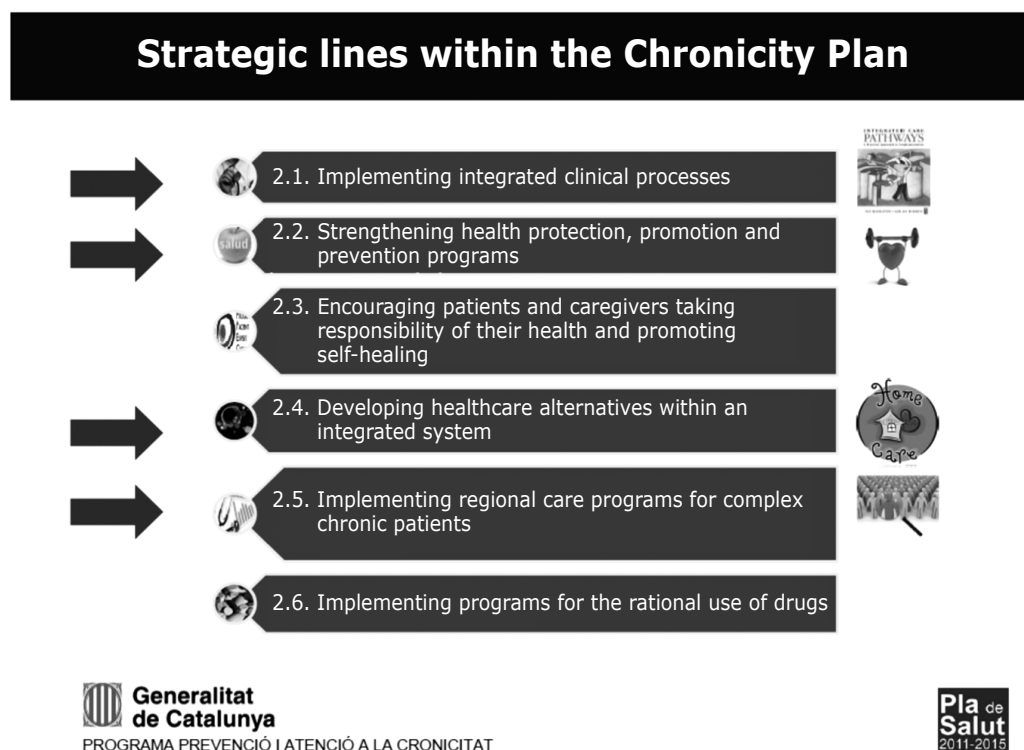 Strategic lines within the Chronicity Plan
INTEGRATED CARE
PATHWAYS
2.1. Implementing integrated clinical processes
salud
2.2. Strengthening health protection, promotion and
prevention programs
2.3. Encouraging patients and caregivers taking
responsibility of their health and promoting
self-healing
2.4. Developing healthcare alternatives within an
integrated system
Home
Care
2.5. Implementing regional care programs for complex
chronic patients
2.6. Implementing programs for the rational use of drugs
Generalitat
de Catalunya
PROGRAMA PREVENCIÓ I ATENCIÓ A LA CRONICITAT
Pla de
Salut
2011-2015